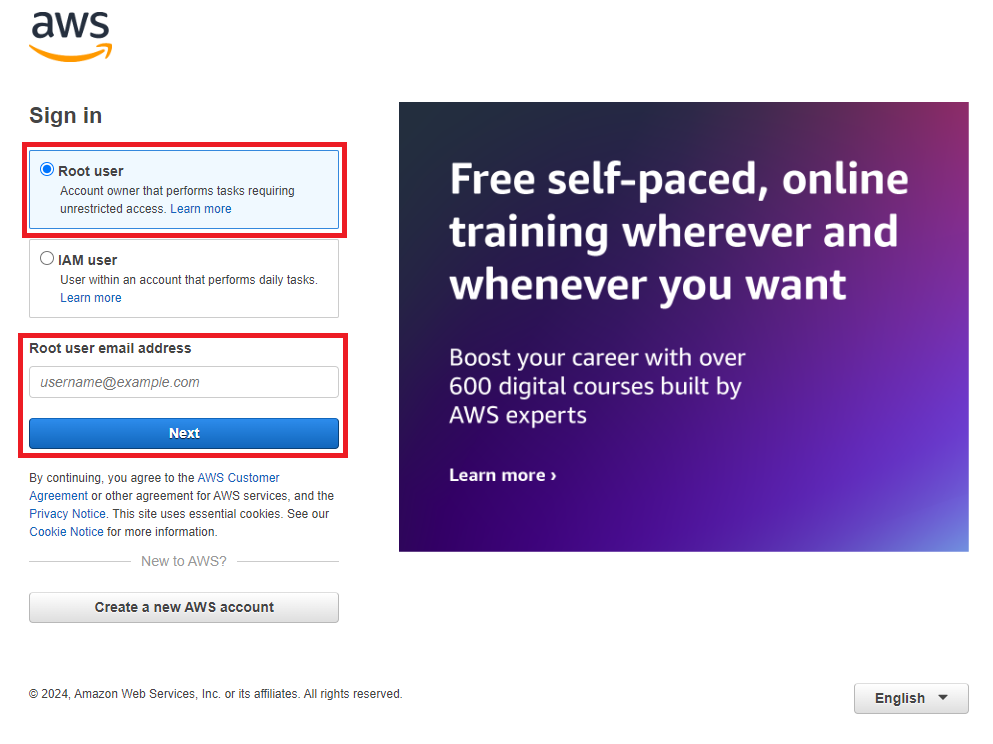 aws
Sign in
Root user
Account owner that performs tasks requiring
unrestricted access. Learn more
IAM user
User within an account that performs daily tasks.
Learn more
Root user email address
username@example.com
Next
By continuing, you agree to the AWS Customer
Agreement or other agreement for AWS services, and the
Privacy Notice. This site uses essential cookies. See our
Cookie Notice for more information.
New to AWS?
Create a new AWS account
Free self-paced, online
training wherever and
whenever you want
Boost your career with over
600 digital courses built by
AWS experts
Learn more ›
© 2024, Amazon Web Services, Inc. or its affiliates. All rights reserved.
English